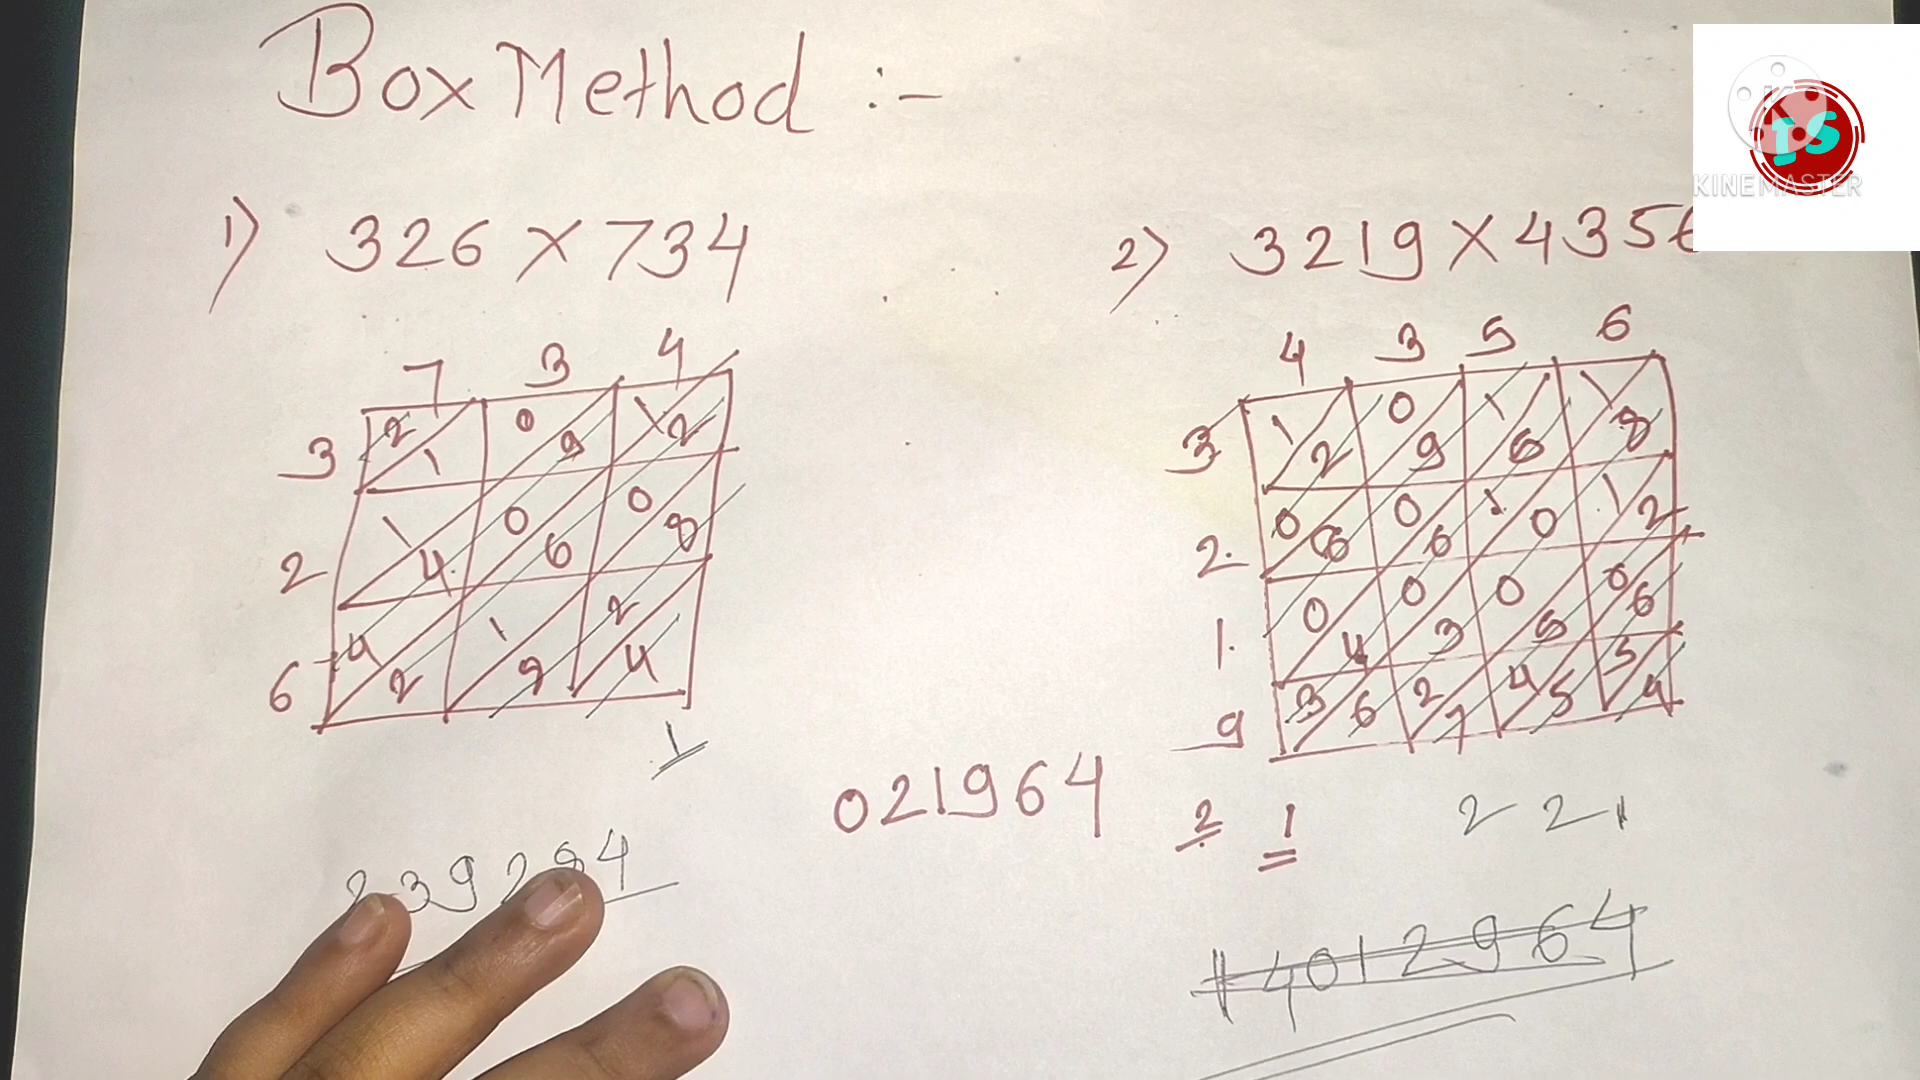 Box Method :-
1) 326 × 734
2) 3219 × 4356
7 3 4
3 2 1 0 9 1 2
2 1 4 0 6 0 8
6 4 2 1 9 2 4
1
4 3 5 6
3 1 2 0 9 1 5 1 8
2. 0 6 0 6 1 0 1 2
1. 0 4 0 3 0 5 0 6
9 3 6 2 7 4 5 5 4
021964
2 1
2 2 1
14012964
KINEMASTER